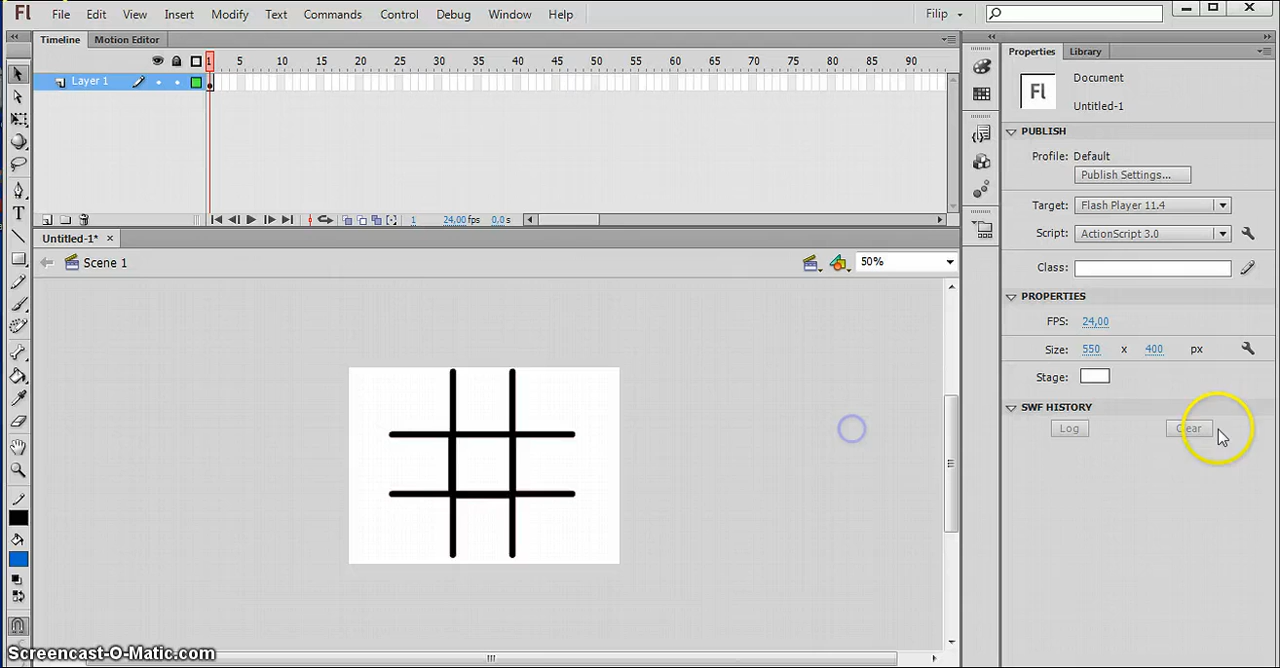 Fl File Edit View Insert Modify Text Commands Control Debug Window Help Filip
Timeline Motion Editor
Properties Library
1 5 10 15 20 25 30 35 40 45 50 55 60 65 70 75 80 85 90
Layer 1
Fl Document
Untitled-1
PUBLISH
Profile: Default
Publish Settings...
Target: Flash Player 11.4
1 24,00 fps 0,0 s
Script: ActionScript 3.0
Untitled-1* ×
Scene 1 50%
Class:
PROPERTIES
FPS: 24,00
Size: 550 x 400 px
Stage:
SWF HISTORY
Log Clear
Screencast-O-Matic.com